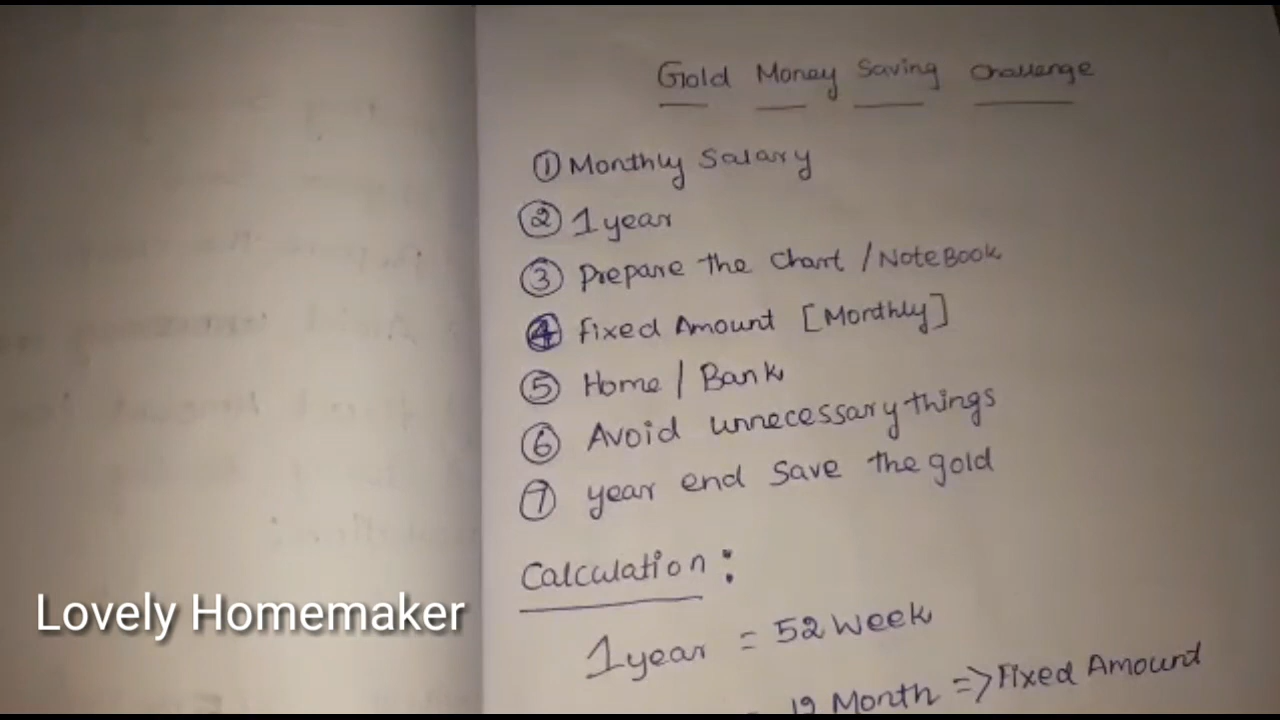 Gold Money Saving Challenge
① Monthly Salary
② 1 year
③ Prepare the Chart / NoteBook
④ Fixed Amount [Monthly]
⑤ Home / Bank
⑥ Avoid unnecessary things
⑦ year end save the gold
Calculation :
Lovely Homemaker
1 year = 52 week
= 12 Month => Fixed Amount